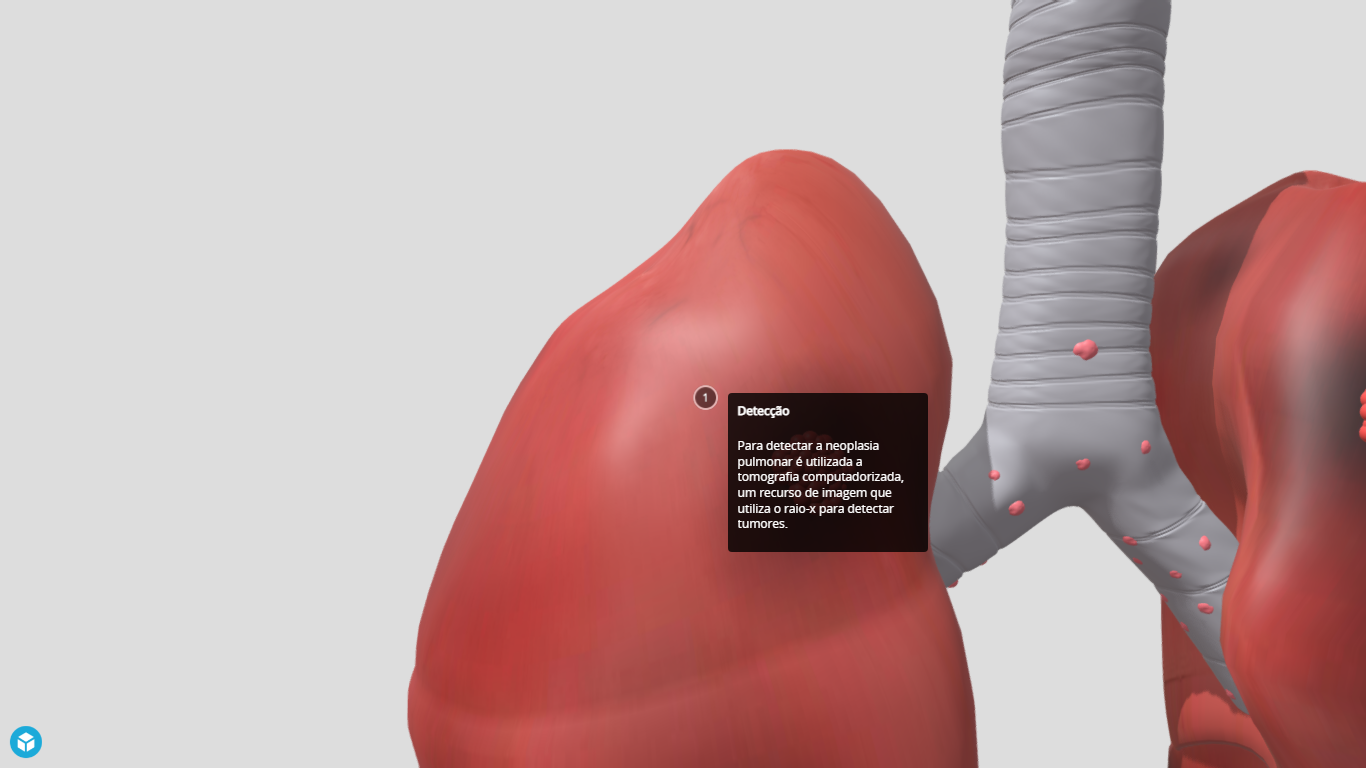 1
Detecção
Para detectar a neoplasia
pulmonar é utilizada a
tomografia computadorizada,
um recurso de imagem que
utiliza o raio-x para detectar
tumores.